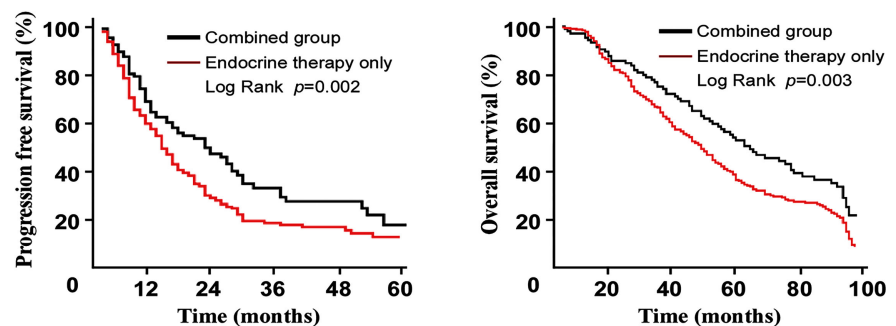 Progression free survival (%)
100
80
60
40
20
0
Combined group
Endocrine therapy only
Log Rank p=0.002
12 24 36 48 60
Time (months)
Overall survival (%)
100
80
60
40
20
0
Combined group
Endocrine therapy only
Log Rank p=0.003
20 40 60 80 100
Time (months)